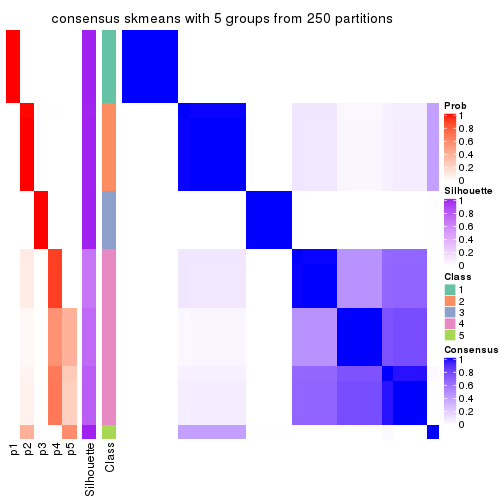 consensus skmeans with 5 groups from 250 partitions
Prob
1
0.8
0.6
0.4
0.2
0
Silhouette
1
0.8
0.6
0.4
0.2
0
Class
1
2
3
4
5
Consensus
1
0.8
0.6
0.4
0.2
0
p1
p2
p3
p4
p5
Silhouette
Class